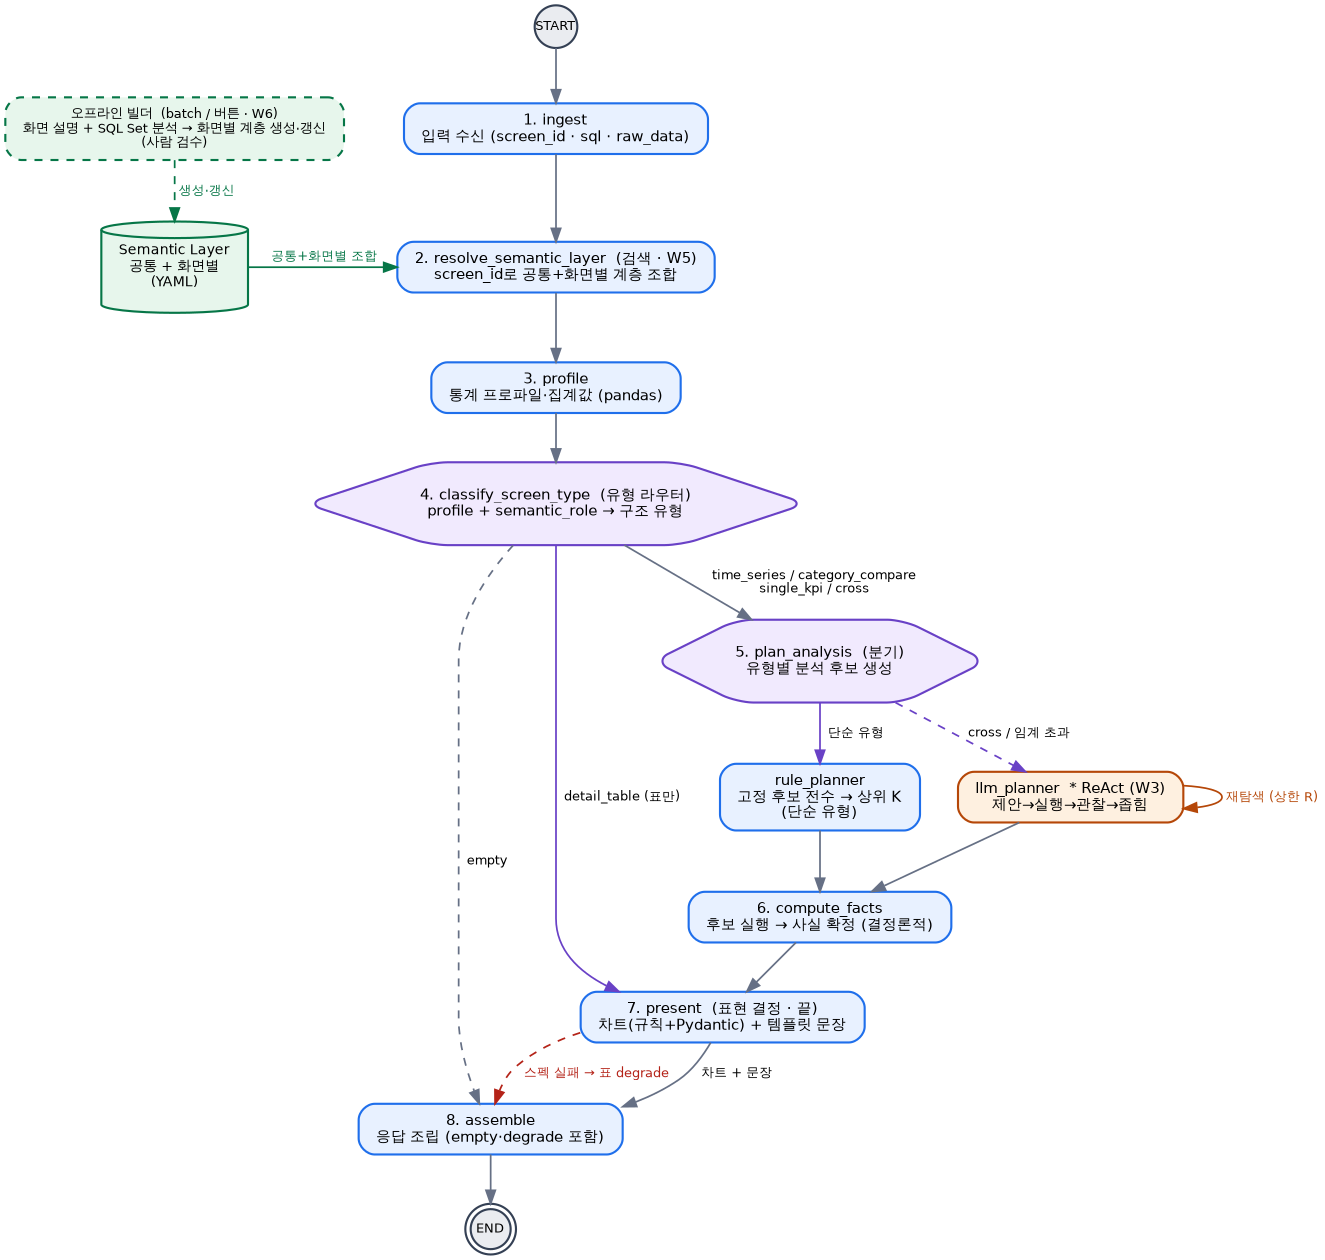 START
오프라인 빌더  (batch / 버튼 · W6)
화면 설명 + SQL Set 분석 → 화면별 계층 생성·갱신
(사람 검수)
1. ingest
입력 수신 (screen_id · sql · raw_data)
생성·갱신
Semantic Layer
공통 + 화면별
(YAML)
공통+화면별 조합
2. resolve_semantic_layer  (검색 · W5)
screen_id로 공통+화면별 계층 조합
3. profile
통계 프로파일·집계값 (pandas)
4. classify_screen_type  (유형 라우터)
profile + semantic_role → 구조 유형
time_series / category_compare
single_kpi / cross
5. plan_analysis  (분기)
유형별 분석 후보 생성
단순 유형
cross / 임계 초과
rule_planner
고정 후보 전수 → 상위 K
(단순 유형)
llm_planner  * ReAct (W3)
제안→실행→관찰→좁힘
재탐색 (상한 R)
detail_table (표만)
empty
6. compute_facts
후보 실행 → 사실 확정 (결정론적)
7. present  (표현 결정 · 끝)
차트(규칙+Pydantic) + 템플릿 문장
스펙 실패 → 표 degrade
차트 + 문장
8. assemble
응답 조립 (empty·degrade 포함)
END